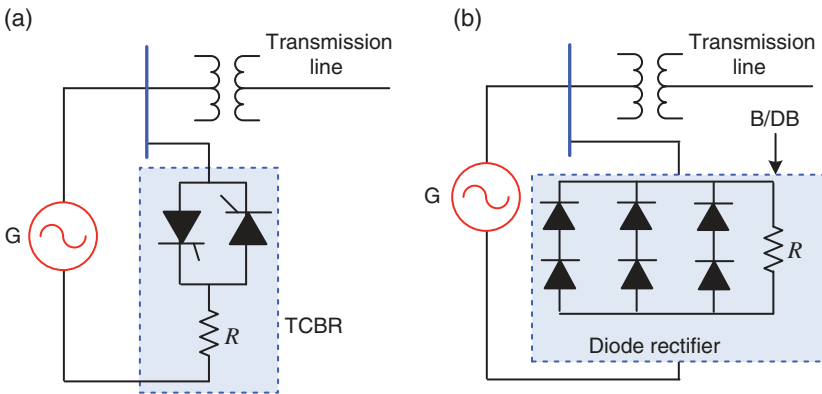 (a)
Transmission
line
G
R
TCBR
(b)
Transmission
line
B/DB
G
R
Diode rectifier